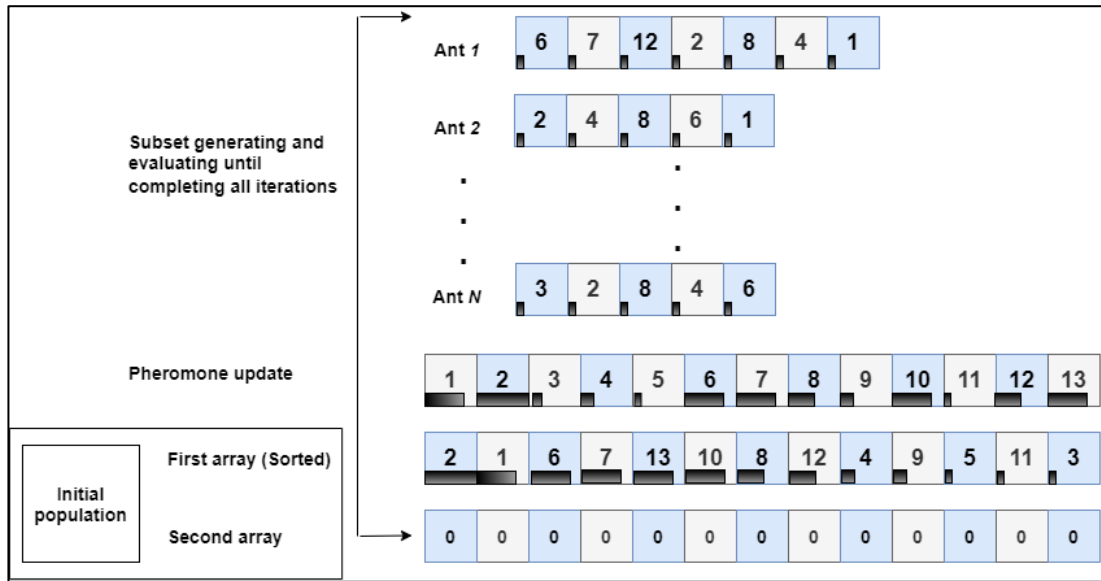 Ant 1
6 7 12 2 8 4 1
Ant 2
2 4 8 6 1
Subset generating and
evaluating until
completing all iterations
Ant N
3 2 8 4 6
Pheromone update
1 2 3 4 5 6 7 8 9 10 11 12 13
First array (Sorted)
2 1 6 7 13 10 8 12 4 9 5 11 3
Initial
population
Second array
0 0 0 0 0 0 0 0 0 0 0 0 0